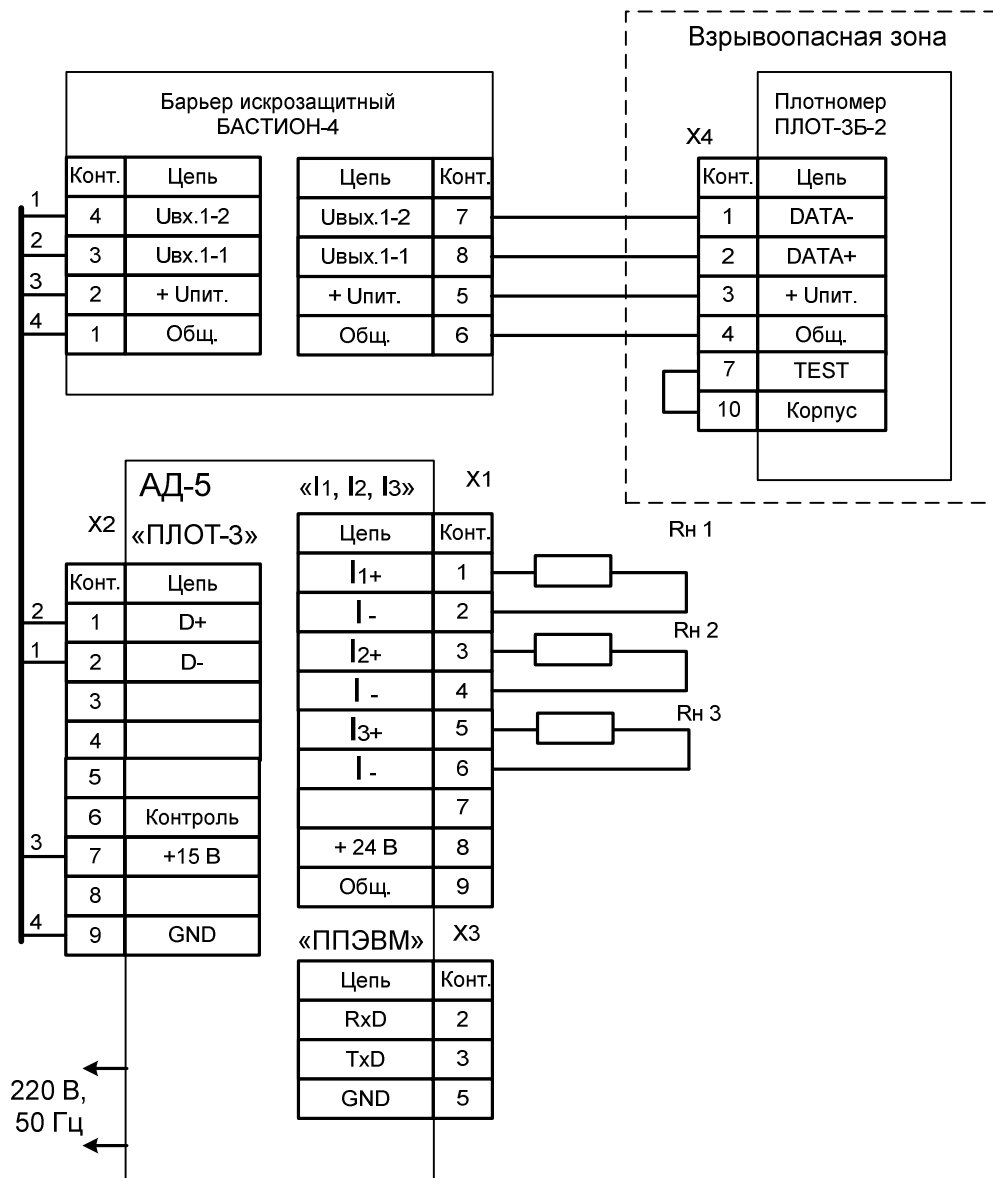 Взрывоопасная зона
Барьер искрозащитный
БАСТИОН-4
Плотномер
ПЛОТ-3Б-2
X4
Конт. Цепь
4 Uвх.1-2
3 Uвх.1-1
2 + Uпит.
1 Общ.
1
2
3
4
Цепь Конт.
Uвых.1-2 7
Uвых.1-1 8
+ Uпит. 5
Общ. 6
Конт. Цепь
1 DATA-
2 DATA+
3 + Uпит.
4 Общ.
7 TEST
10 Корпус
АД-5
X2
«ПЛОТ-3»
Конт. Цепь
1 D+
2 D-
3
4
5
6 Контроль
7 +15 В
8
9 GND
2
1
3
4
«I1, I2, I3»
X1
Цепь Конт.
I1+ 1
I - 2
I2+ 3
I - 4
I3+ 5
I - 6
7
+ 24 В 8
Общ. 9
Rн 1
Rн 2
Rн 3
«ППЭВМ»
X3
Цепь Конт.
RxD 2
TxD 3
GND 5
220 В,
50 Гц